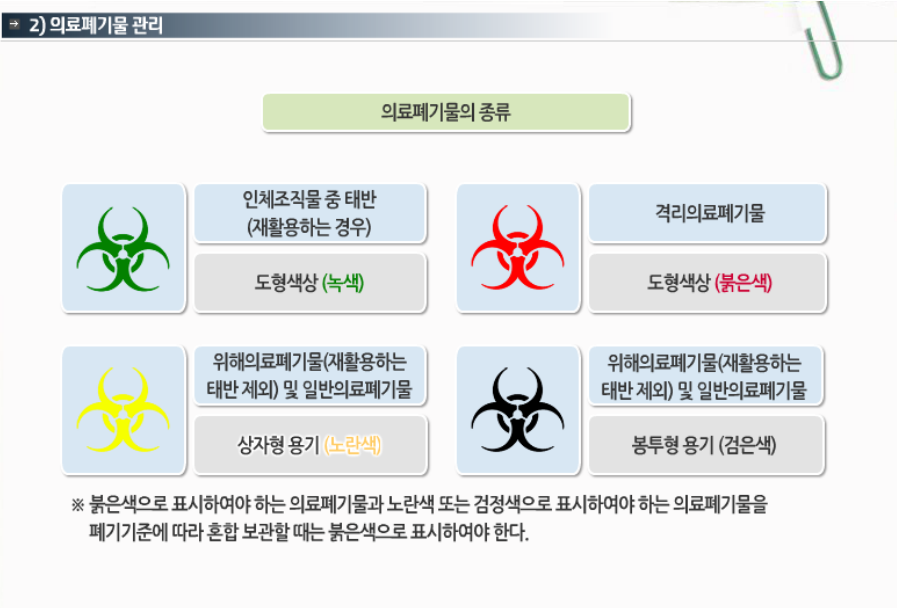 2) 의료폐기물 관리
의료폐기물의 종류
인체조직물 중 태반
(재활용하는 경우)
도형색상 (녹색)
격리의료폐기물
도형색상 (붉은색)
위해의료폐기물(재활용하는
태반 제외) 및 일반의료폐기물
상자형 용기 (노란색)
위해의료폐기물(재활용하는
태반 제외) 및 일반의료폐기물
봉투형 용기 (검은색)
※ 붉은색으로 표시하여야 하는 의료폐기물과 노란색 또는 검정색으로 표시하여야 하는 의료폐기물을
폐기기준에 따라 혼합 보관할 때는 붉은색으로 표시하여야 한다.